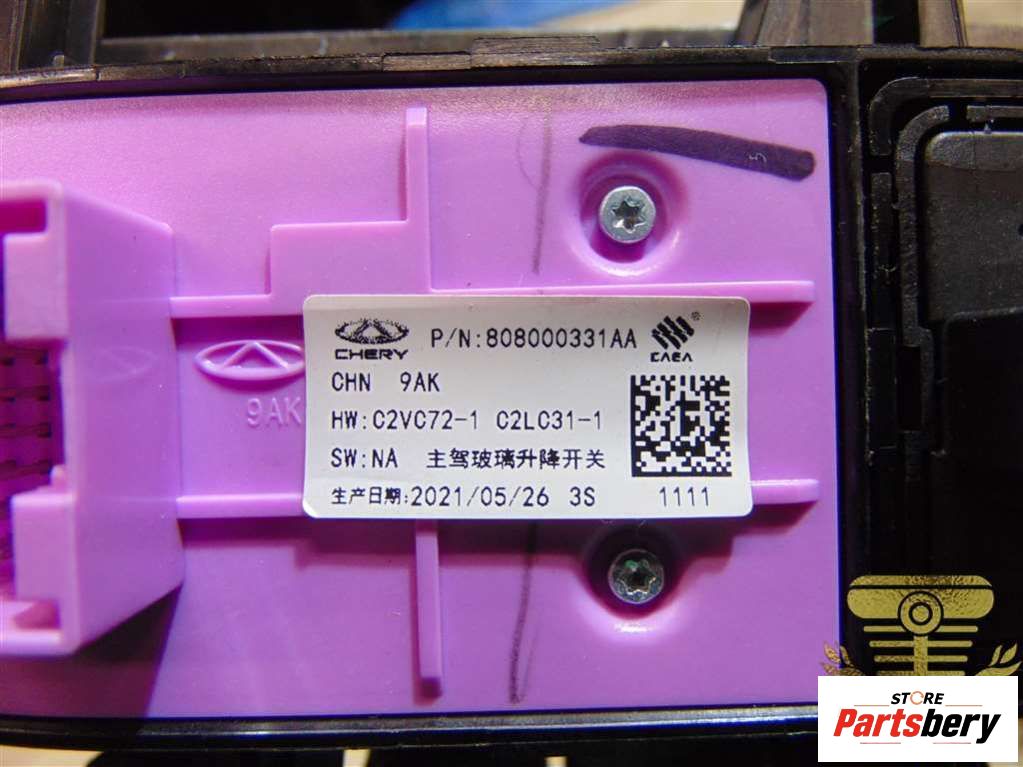 5
CHERY P/N:808000331AA CAEA ®
CHN 9AK
9AK
HW:C2VC72-1 C2LC31-1
SW:NA 主驾玻璃升降开关
生产日期:2021/05/26 3S 1111
STORE
Partsbery